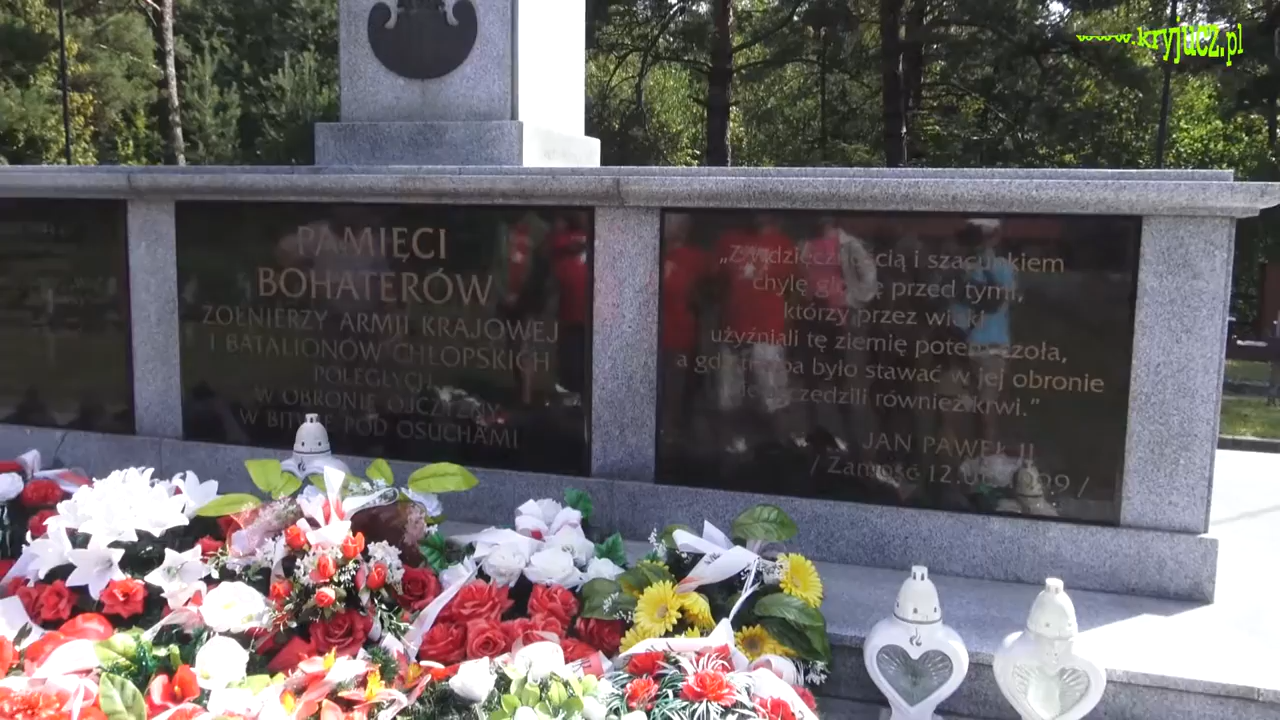 www.kryjucz.pl
PAMIĘCI
BOHATERÓW
ŻOŁNIERZY ARMII KRAJOWEJ
I BATALIONÓW CHŁOPSKICH
POLEGŁYCH
W OBRONIE OJCZYZNY
W BITWIE POD OSUCHAMI
„Z wdzięcznością i szacunkiem
chylę głowę przed tymi,
którzy przez wieki
użyźniali tę ziemię potem czoła,
a gdy trzeba było stawać w jej obronie
nie szczędzili również krwi.”
JAN PAWEŁ II
/ Zamość 12.